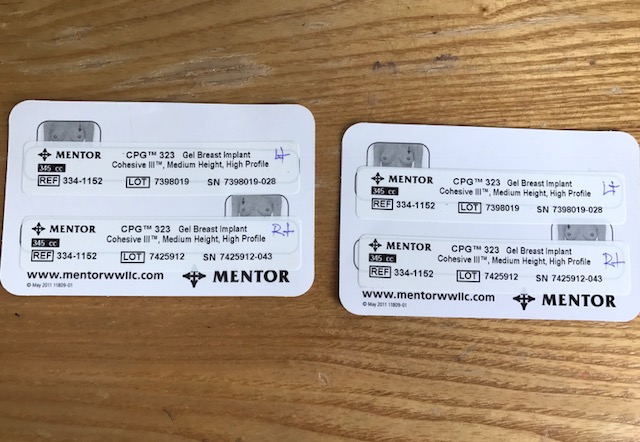 MENTOR CPG™ 323 Gel Breast Implant Lt
345 cc Cohesive III™, Medium Height, High Profile
REF 334-1152 LOT 7398019 SN 7398019-028
MENTOR CPG™ 323 Gel Breast Implant Rt
345 cc Cohesive III™, Medium Height, High Profile
REF 334-1152 LOT 7425912 SN 7425912-043
www.mentorwwllc.com MENTOR
© May 2011 11809-01
MENTOR CPG™ 323 Gel Breast Implant Lt
345 cc Cohesive III™, Medium Height, High Profile
REF 334-1152 LOT 7398019 SN 7398019-028
MENTOR CPG™ 323 Gel Breast Implant Rt
345 cc Cohesive III™, Medium Height, High Profile
REF 334-1152 LOT 7425912 SN 7425912-043
www.mentorwwllc.com MENTOR
© May 2011 11809-01